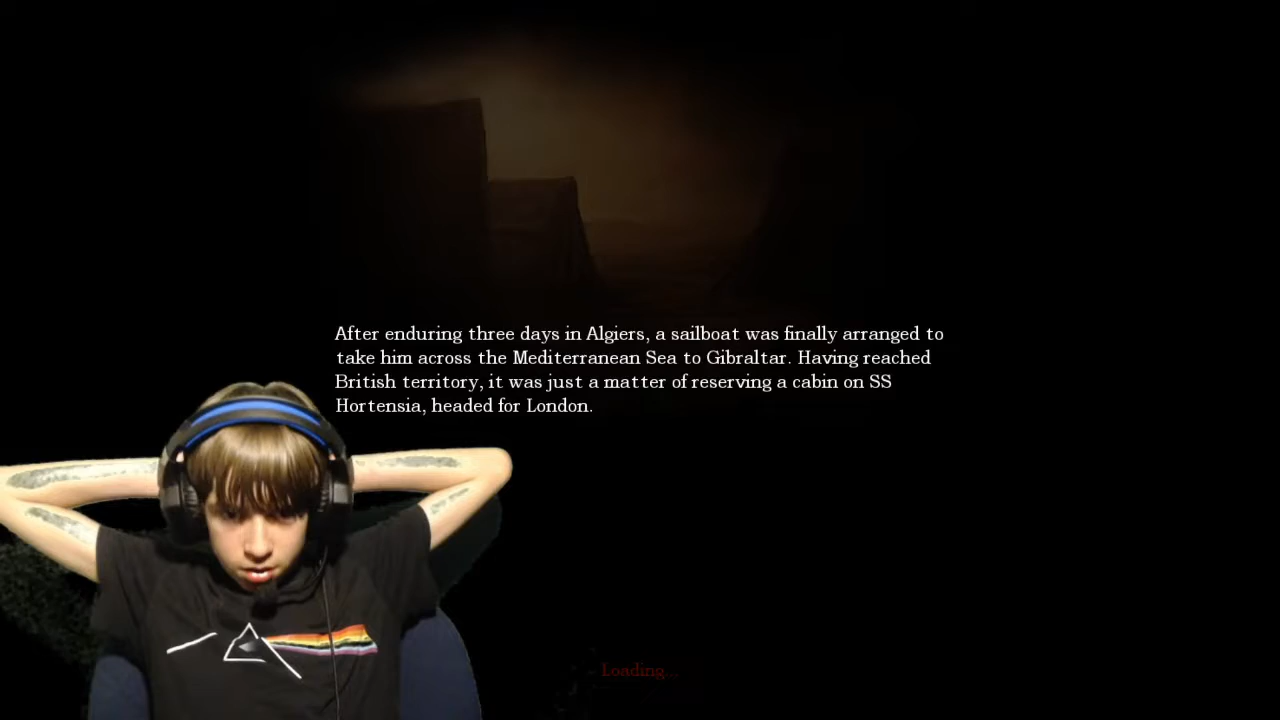 After enduring three days in Algiers, a sailboat was finally arranged to
take him across the Mediterranean Sea to Gibraltar. Having reached
British territory, it was just a matter of reserving a cabin on SS
Hortensia, headed for London.
Loading...